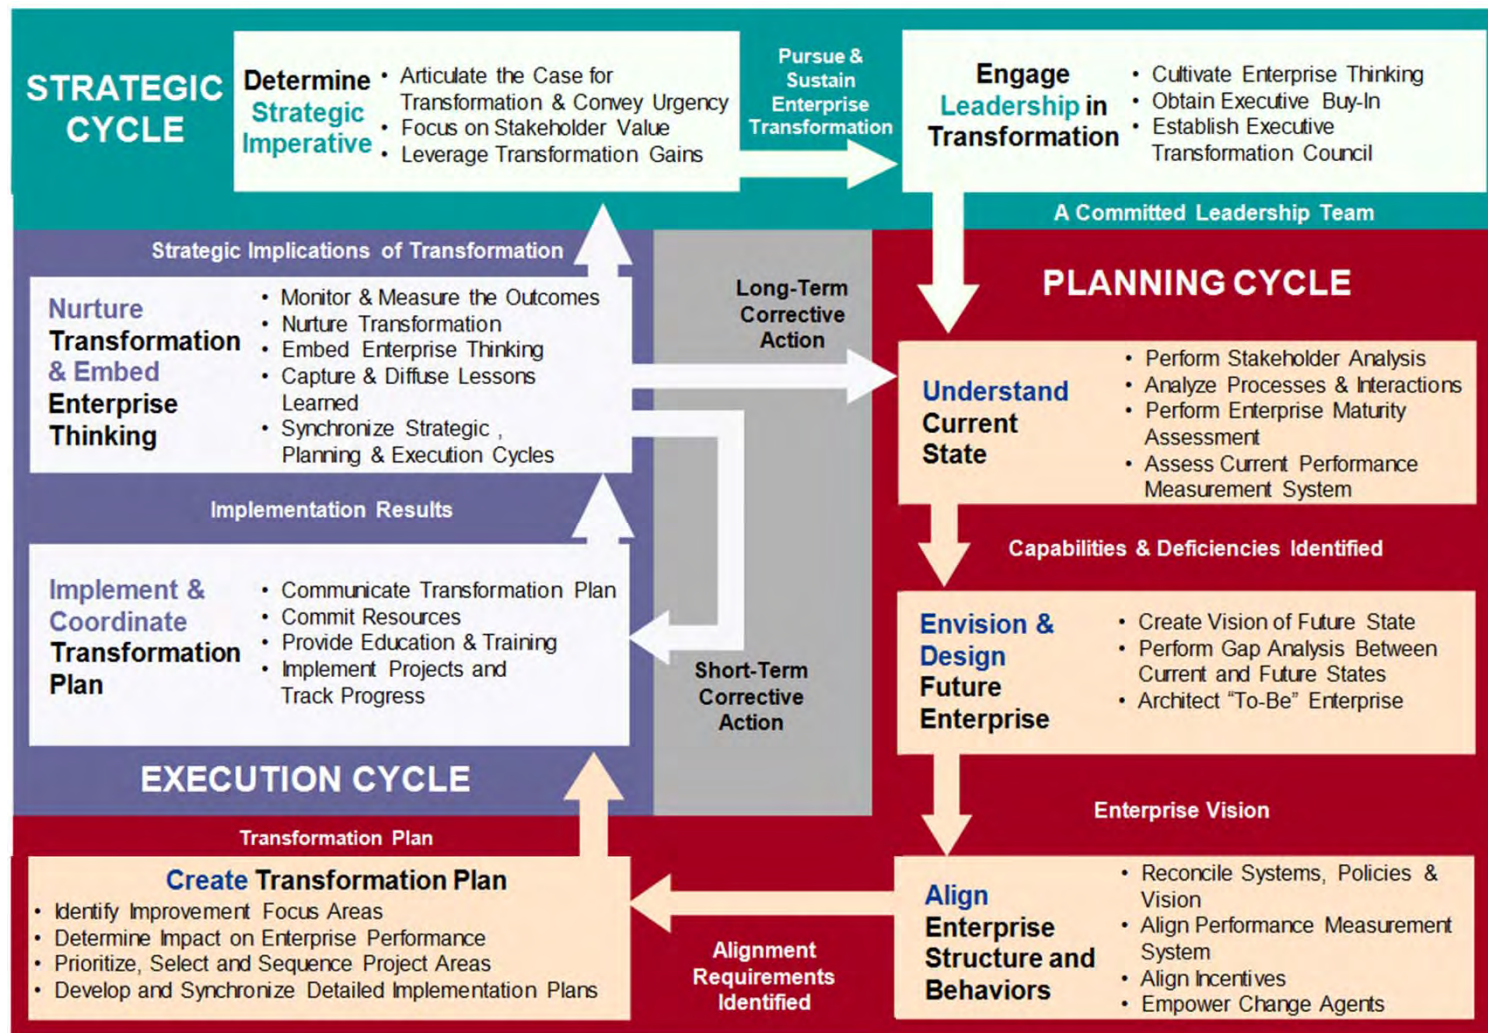 STRATEGIC
CYCLE
Determine
Strategic
Imperative
• Articulate the Case for
Transformation & Convey Urgency
• Focus on Stakeholder Value
• Leverage Transformation Gains
Pursue &
Sustain
Enterprise
Transformation
Engage
Leadership in
Transformation
• Cultivate Enterprise Thinking
• Obtain Executive Buy-In
• Establish Executive
Transformation Council
A Committed Leadership Team
Strategic Implications of Transformation
Nurture
Transformation
& Embed
Enterprise
Thinking
• Monitor & Measure the Outcomes
• Nurture Transformation
• Embed Enterprise Thinking
• Capture & Diffuse Lessons
Learned
• Synchronize Strategic ,
Planning & Execution Cycles
Long-Term
Corrective
Action
PLANNING CYCLE
Understand
Current
State
• Perform Stakeholder Analysis
• Analyze Processes & Interactions
• Perform Enterprise Maturity
Assessment
• Assess Current Performance
Measurement System
Implementation Results
Capabilities & Deficiencies Identified
Implement &
Coordinate
Transformation
Plan
• Communicate Transformation Plan
• Commit Resources
• Provide Education & Training
• Implement Projects and
Track Progress
Short-Term
Corrective
Action
Envision &
Design
Future
Enterprise
• Create Vision of Future State
• Perform Gap Analysis Between
Current and Future States
• Architect “To-Be” Enterprise
EXECUTION CYCLE
Enterprise Vision
Transformation Plan
Create Transformation Plan
• Identify Improvement Focus Areas
• Determine Impact on Enterprise Performance
• Prioritize, Select and Sequence Project Areas
• Develop and Synchronize Detailed Implementation Plans
Alignment
Requirements
Identified
Align
Enterprise
Structure and
Behaviors
• Reconcile Systems, Policies &
Vision
• Align Performance Measurement
System
• Align Incentives
• Empower Change Agents